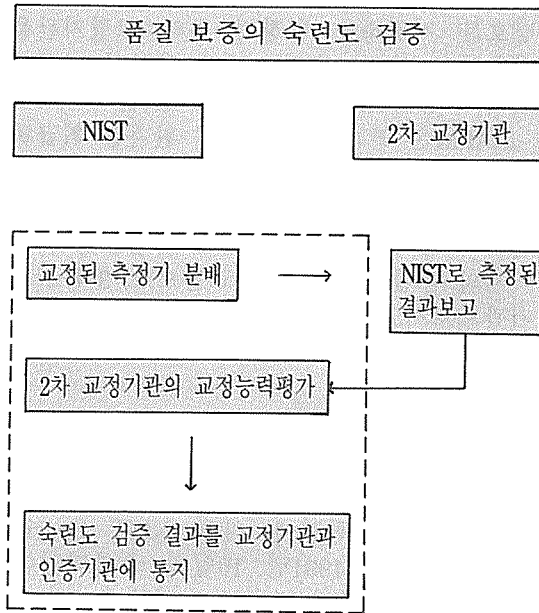 품질 보증의 숙련도 검증
NIST
2차 교정기관
교정된 측정기 분배
NIST로 측정된
결과보고
2차 교정기관의 교정능력평가
숙련도 검증 결과를 교정기관과
인증기관에 통지